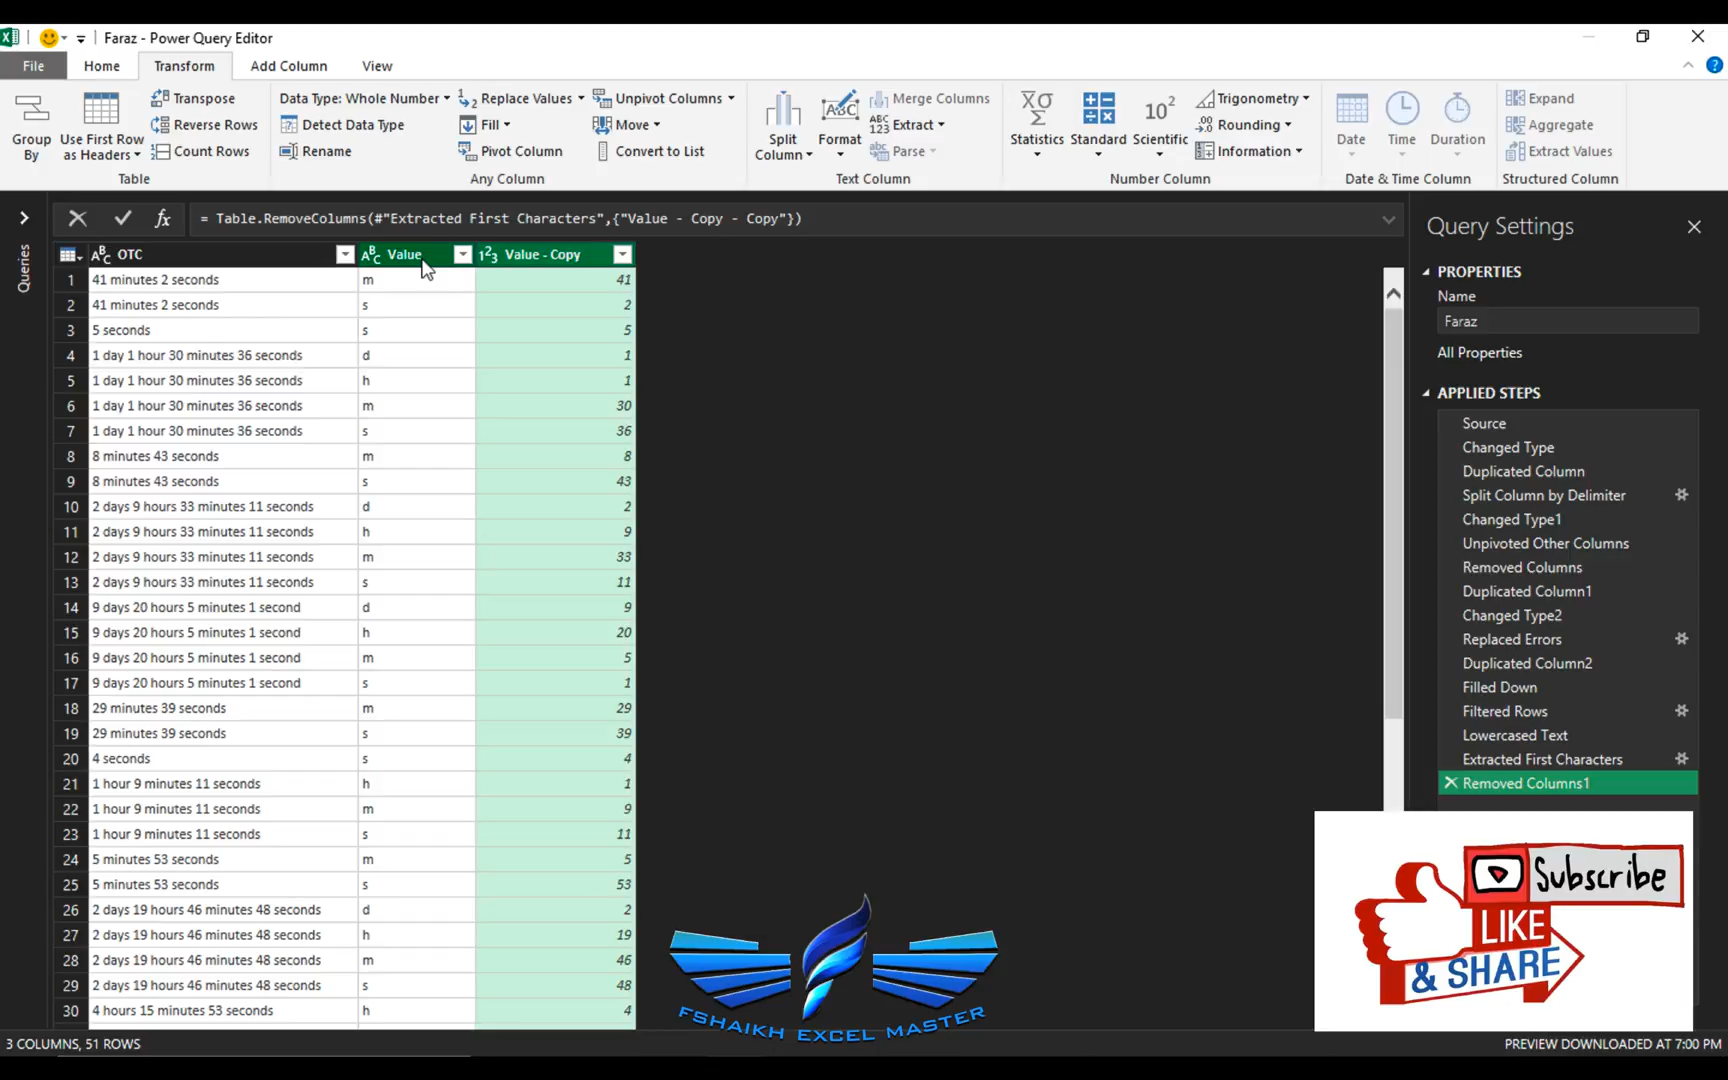 Faraz - Power Query Editor
File Home Transform Add Column View
Group By
Use First Row as Headers
Transpose
Reverse Rows
Count Rows
Table
Data Type: Whole Number
Detect Data Type
Rename
Replace Values
Fill
Pivot Column
Unpivot Columns
Move
Convert to List
Any Column
Split Column
Format
Merge Columns
Extract
Parse
Text Column
Statistics
Standard
Scientific
Trigonometry
Rounding
Information
Number Column
Date
Time
Duration
Date & Time Column
Expand
Aggregate
Extract Values
Structured Column
Queries
= Table.RemoveColumns(#"Extracted First Characters",{"Value - Copy - Copy"})
OTC Value Value - Copy
1 41 minutes 2 seconds m 41
2 41 minutes 2 seconds s 2
3 5 seconds s 5
4 1 day 1 hour 30 minutes 36 seconds d 1
5 1 day 1 hour 30 minutes 36 seconds h 1
6 1 day 1 hour 30 minutes 36 seconds m 30
7 1 day 1 hour 30 minutes 36 seconds s 36
8 8 minutes 43 seconds m 8
9 8 minutes 43 seconds s 43
10 2 days 9 hours 33 minutes 11 seconds d 2
11 2 days 9 hours 33 minutes 11 seconds h 9
12 2 days 9 hours 33 minutes 11 seconds m 33
13 2 days 9 hours 33 minutes 11 seconds s 11
14 9 days 20 hours 5 minutes 1 second d 9
15 9 days 20 hours 5 minutes 1 second h 20
16 9 days 20 hours 5 minutes 1 second m 5
17 9 days 20 hours 5 minutes 1 second s 1
18 29 minutes 39 seconds m 29
19 29 minutes 39 seconds s 39
20 4 seconds s 4
21 1 hour 9 minutes 11 seconds h 1
22 1 hour 9 minutes 11 seconds m 9
23 1 hour 9 minutes 11 seconds s 11
24 5 minutes 53 seconds m 5
25 5 minutes 53 seconds s 53
26 2 days 19 hours 46 minutes 48 seconds d 2
27 2 days 19 hours 46 minutes 48 seconds h 19
28 2 days 19 hours 46 minutes 48 seconds m 46
29 2 days 19 hours 46 minutes 48 seconds s 48
30 4 hours 15 minutes 53 seconds h 4
Query Settings
PROPERTIES
Name
Faraz
All Properties
APPLIED STEPS
Source
Changed Type
Duplicated Column
Split Column by Delimiter
Changed Type1
Unpivoted Other Columns
Removed Columns
Duplicated Column1
Changed Type2
Replaced Errors
Duplicated Column2
Filled Down
Filtered Rows
Lowercased Text
Extracted First Characters
Removed Columns1
Subscribe
LIKE
& SHARE
FSHAIKH EXCEL MASTER
3 COLUMNS, 51 ROWS
PREVIEW DOWNLOADED AT 7:00 PM